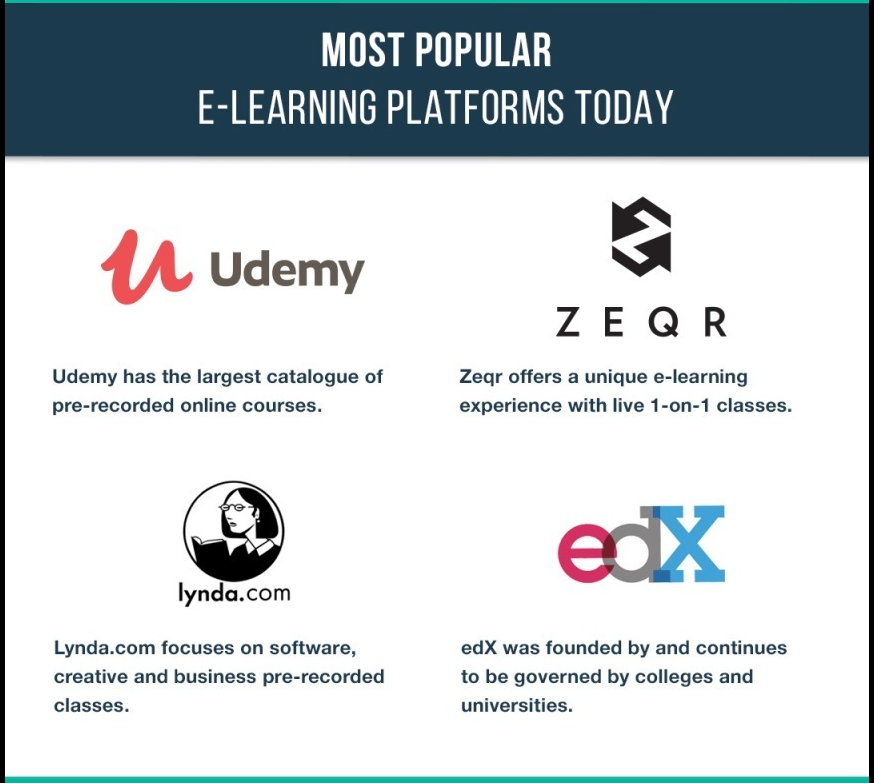 MOST POPULAR
E-LEARNING PLATFORMS TODAY
Udemy
ZEQR
Udemy has the largest catalogue of
pre-recorded online courses.
Zeqr offers a unique e-learning
experience with live 1-on-1 classes.
lynda.com
edX
Lynda.com focuses on software,
creative and business pre-recorded
classes.
edX was founded by and continues
to be governed by colleges and
universities.